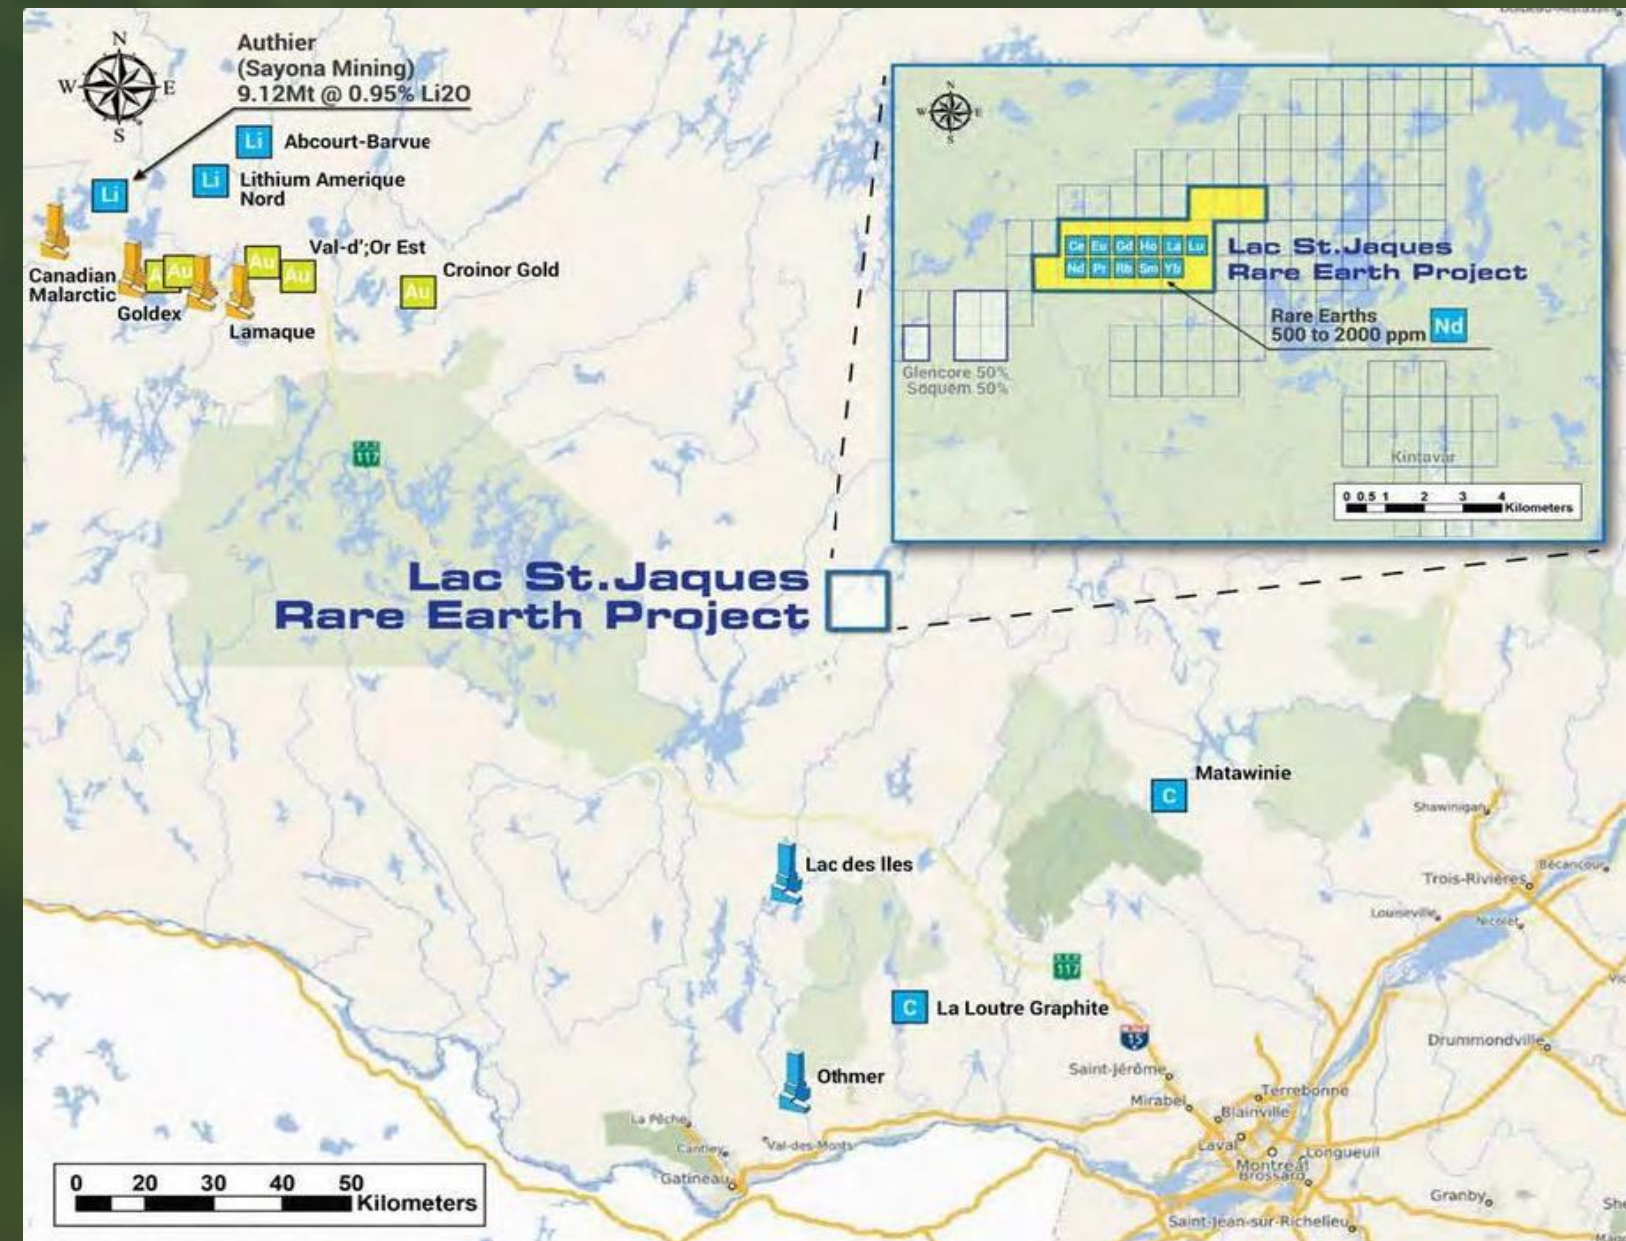 N
W
E
S
Authier
(Sayona Mining)
9.12Mt @ 0.95% Li2O
Li
Abcourt-Barvue
Li
Lithium Amerique
Nord
Li
Canadian
Malarctic
Goldex
A
Au
Au
Au
Val-d';Or Est
Lamaque
Au
Croinor Gold
117
Lac St.Jaques
Rare Earth Project
N
W
E
S
Ce Eu Gd Ho La Lu
Nd Pr Rb Sm Yb
Lac St.Jaques
Rare Earth Project
Rare Earths
500 to 2000 ppm
Nd
Glencore 50%
Soquem 50%
Kintavar
0 0.5 1 2 3 4
Kilometers
C
Matawinie
Shawinigan
Lac des Iles
Trois-Rivières
Bécancour
Louiseville
Nicolet
117
C
La Loutre Graphite
15
Drummondville
Othmer
Saint-Jérôme
Terrebonne
Mirabel
Blainville
La Pêche
Cantley
Val-des-Monts
Laval
Longueuil
Montréal
Brossard
Gatineau
Granby
Saint-Jean-sur-Richelieu
0 10 20 30 40 50
Kilometers